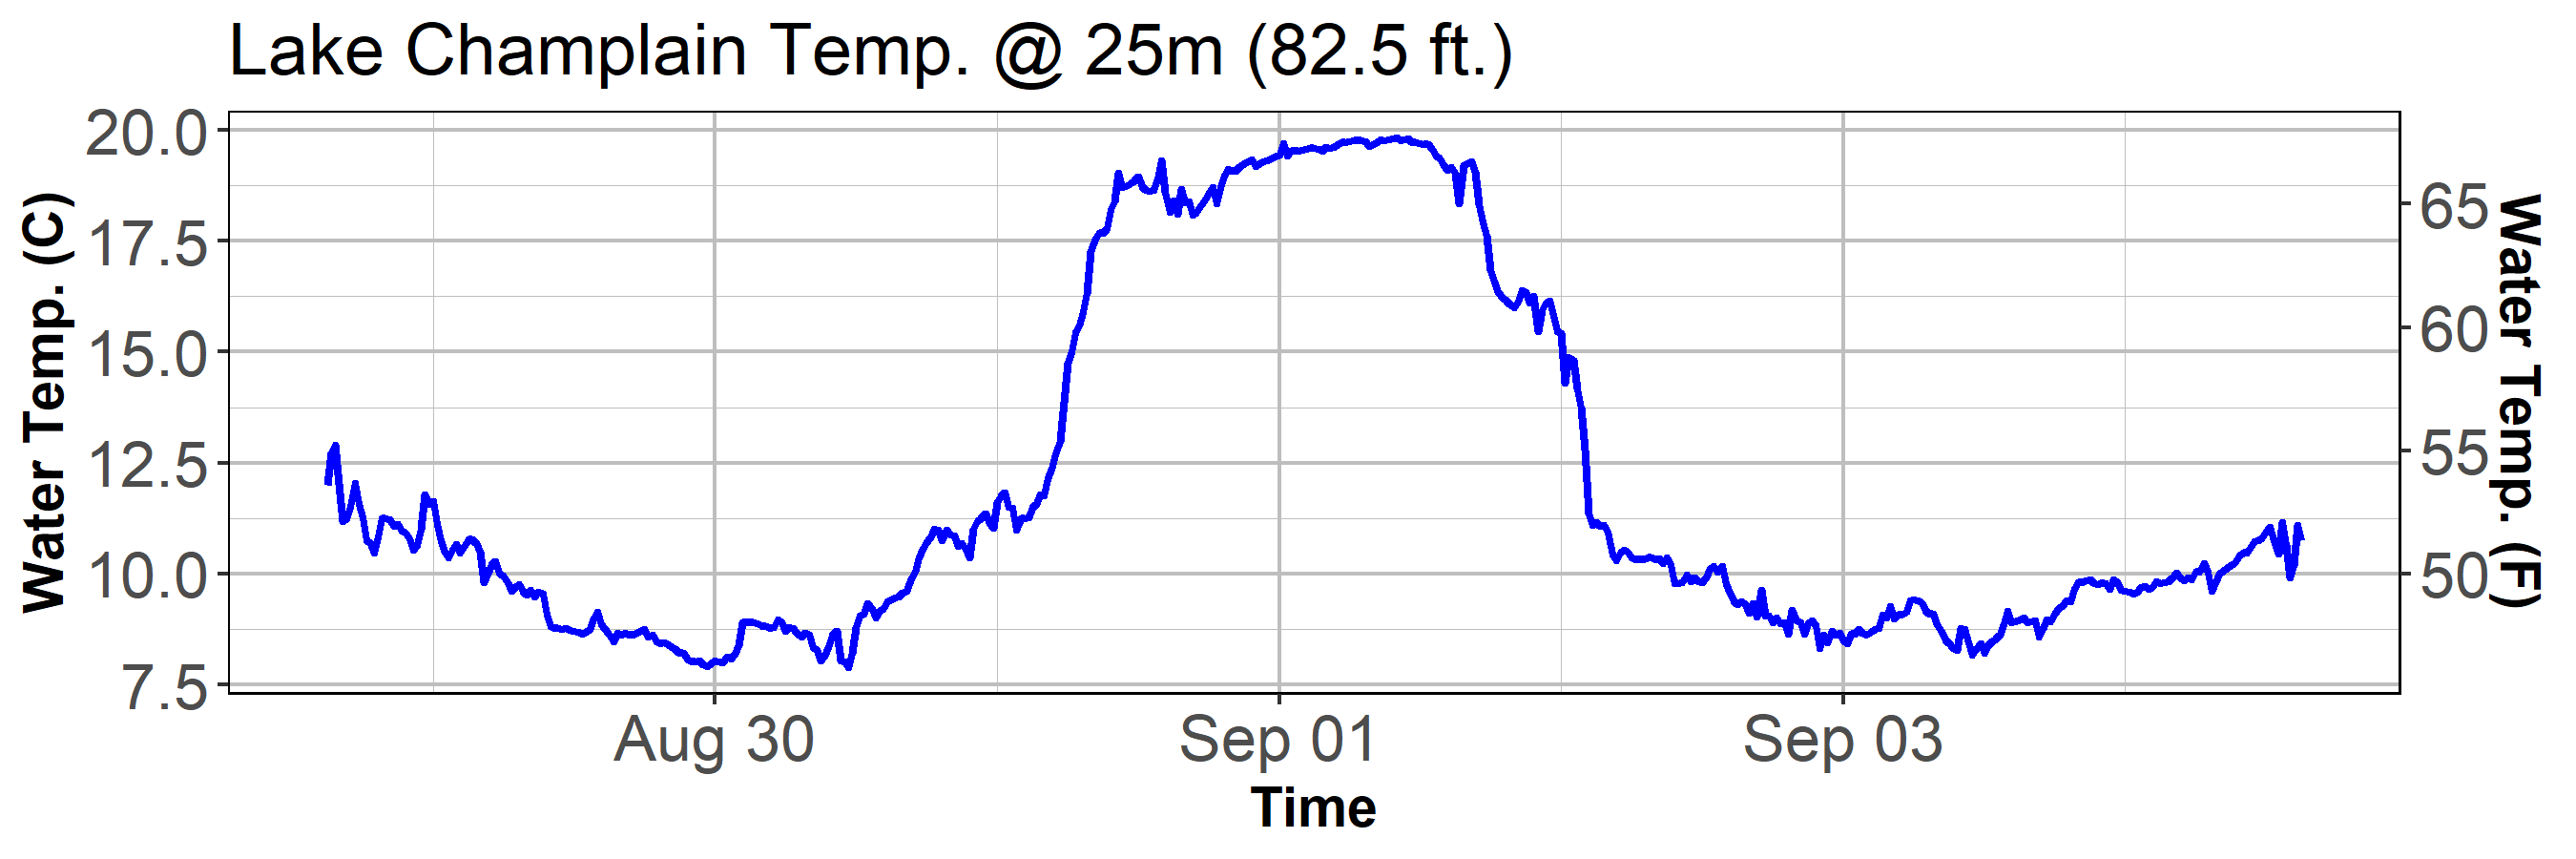 Lake Champlain Temp. @ 25m (82.5 ft.)
Water Temp. (C)
20.0
17.5
15.0
12.5
10.0
7.5
65
60
55
50
Water Temp. (F)
Aug 30
Sep 01
Sep 03
Time